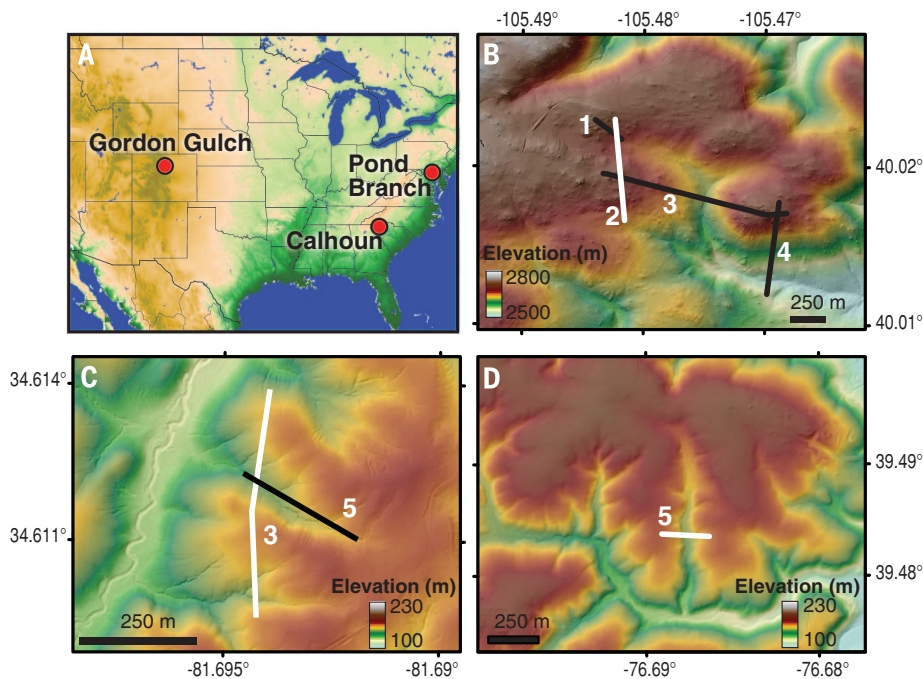 -105.49° -105.48° -105.47°
A
Gordon Gulch
Pond
Branch
Calhoun
B
1
2
3
4
Elevation (m)
2800
2500
250 m
40.02°
40.01°
C
34.614°
34.611°
5
3
Elevation (m)
230
100
250 m
-81.695° -81.69°
D
5
39.49°
39.48°
Elevation (m)
230
100
250 m
-76.69° -76.68°